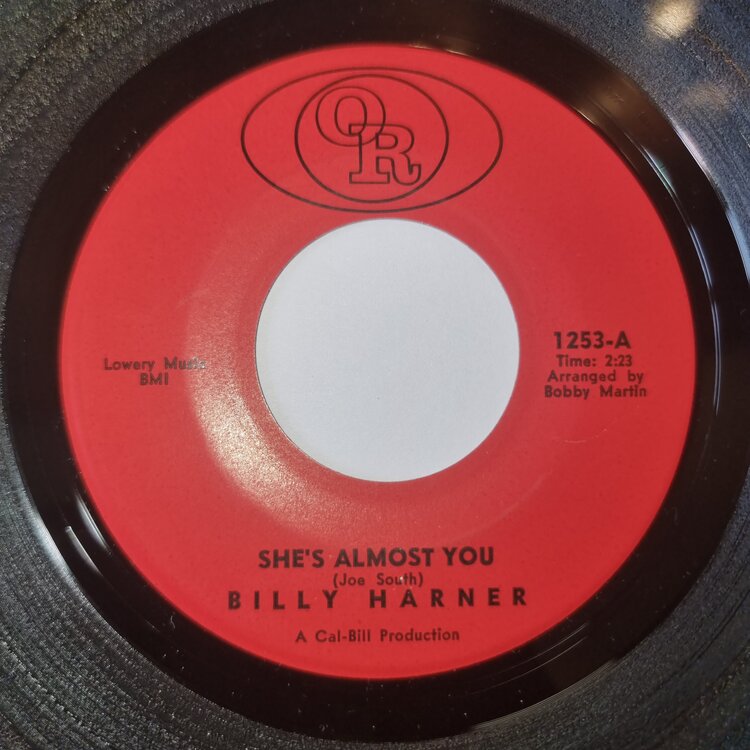 OR
Lowery Music
BMI
1253-A
Time: 2:23
Arranged by
Bobby Martin
SHE'S ALMOST YOU
(Joe South)
BILLY HARNER
A Cal-Bill Production